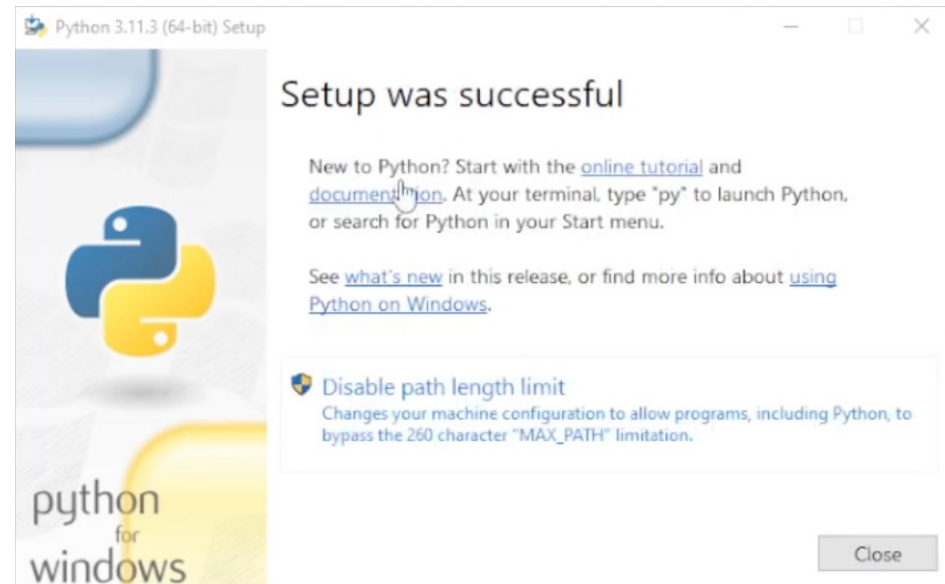 Python 3.11.3 (64-bit) Setup
Setup was successful
New to Python? Start with the online tutorial and
. At your terminal, type "py" to launch Python,
or search for Python in your Start menu.
See what's new in this release, or find more info about using
Python on Windows.
Disable path length limit
Changes your machine configuration to allow programs, including Python, to
bypass the 260 character "MAX_PATH" limitation.
python
for
windows
Close